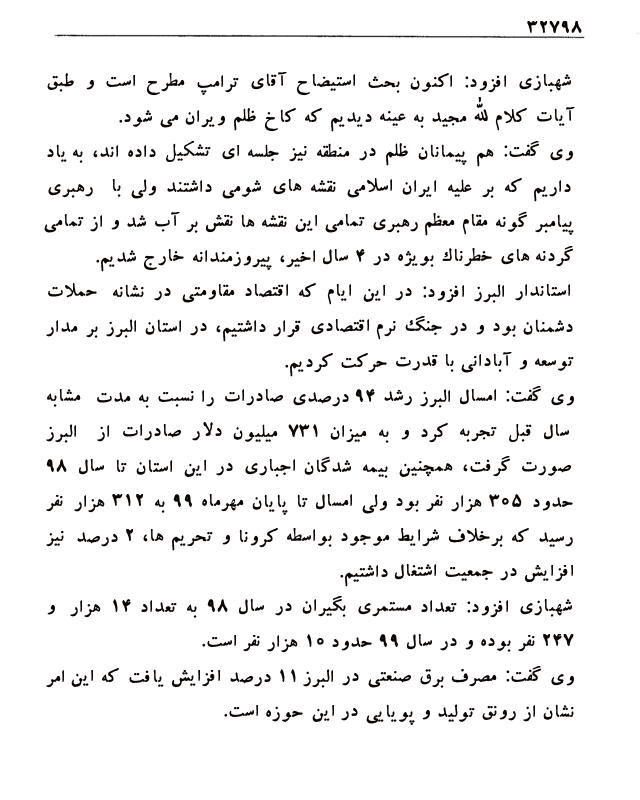 ۳۲۷۹۸
شهبازی افزود: اکنون بحث استیضاح آقای ترامپ مطرح است و طبق
آیات کلام لله مجید به عینه دیدیم که کاخ ظلم ویران می شود.
وی گفت: هم پیمانان ظلم در منطقه نیز جلسه ای تشکیل داده اند، به یاد
داریم که بر علیه ایران اسلامی نقشه های شومی داشتند ولی با رهبری
پیامبر گونه مقام معظم رهبری تمامی این نقشه ها نقش بر آب شد و از تمامی
گردنه های خطرناك بویژه در ۴ سال اخیر، پیروزمندانه خارج شدیم.
استاندار البرز افزود: در این ایام که اقتصاد مقاومتی در نشانه حملات
دشمنان بود و در جنگ نرم اقتصادی قرار داشتیم، در استان البرز بر مدار
توسعه و آبادانی با قدرت حرکت کردیم.
وی گفت: امسال البرز رشد ۹۴ درصدی صادرات را نسبت به مدت مشابه
سال قبل تجربه کرد و به میزان ۷۳۱ میلیون دلار صادرات از البرز
صورت گرفت، همچنین بیمه شدگان اجباری در این استان تا سال ۹۸
حدود ۳۰۵ هزار نفر بود ولی امسال تا پایان مهرماه ۹۹ به ۳۱۲ هزار نفر
رسید که برخلاف شرایط موجود بواسطه کرونا و تحریم ها، ۲ درصد نیز
افزایش در جمعیت اشتغال داشتیم.
شهبازی افزود: تعداد مستمری بگیران در سال ۹۸ به تعداد ۱۴ هزار و
۲۴۷ نفر بوده و در سال ۹۹ حدود ۱۰ هزار نفر است.
وی گفت: مصرف برق صنعتی در البرز ۱۱ درصد افزایش یافت که این امر
نشان از رونق تولید و پویایی در این حوزه است.